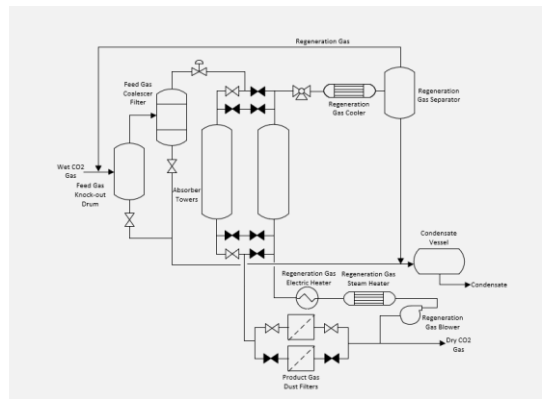 Regeneration Gas
Feed Gas
Coalescer
Filter
Regeneration
Gas Cooler
Regeneration
Gas Separator
Wet CO2
Gas
Feed Gas
Knock-out
Drum
Absorber
Towers
Condensate
Vessel
Condensate
Regeneration Gas
Electric Heater
Regeneration Gas
Steam Heater
Regeneration
Gas Blower
Dry CO2
Gas
Product Gas
Dust Filters